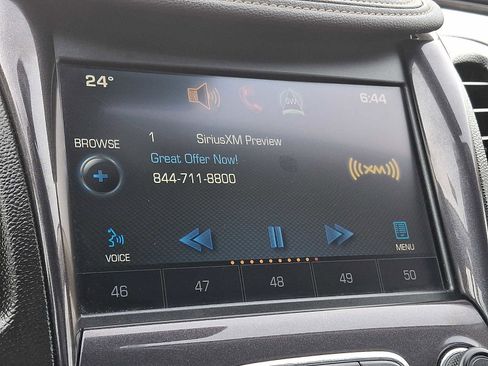 24°
6:44
BROWSE
1 SiriusXM Preview
Great Offer Now!
844-711-8800
XM
VOICE
MENU
46 47 48 49 50